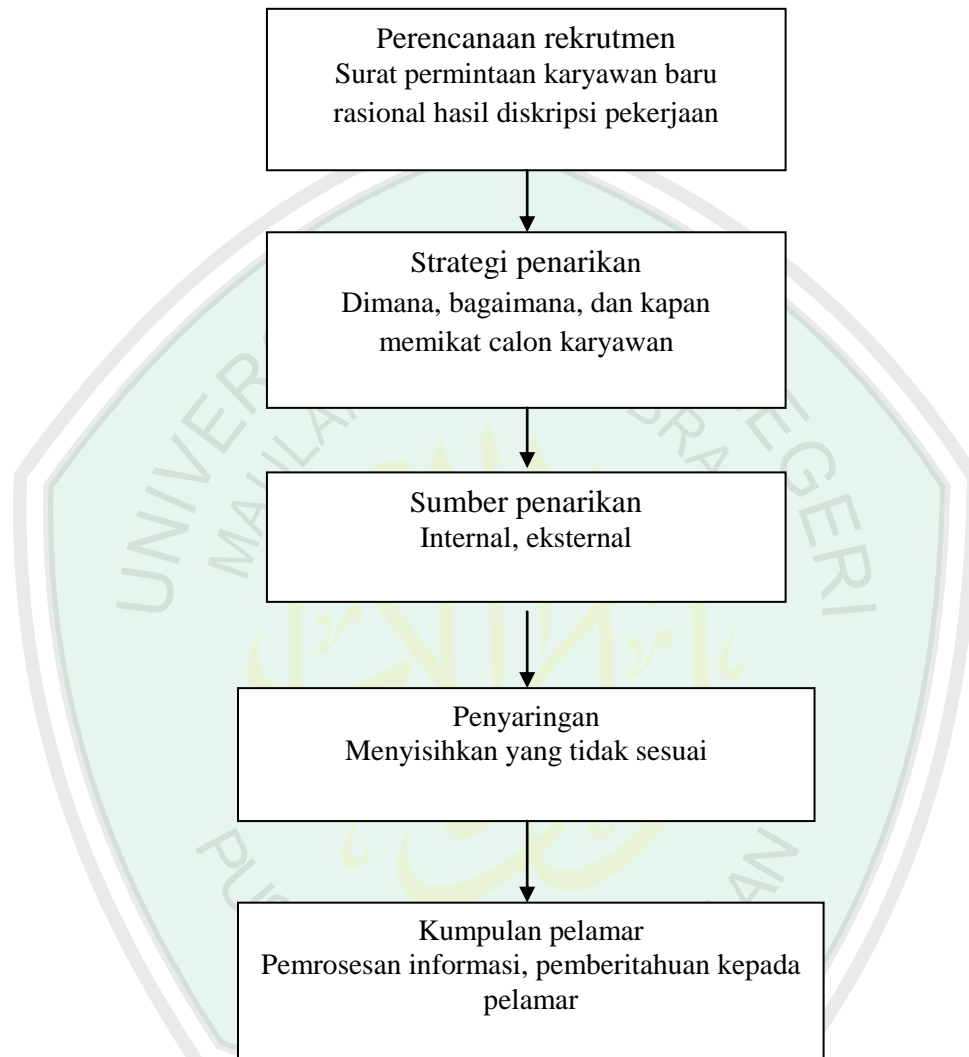 Perencanaan rekrutmen
Surat permintaan karyawan baru
rasional hasil diskripsi pekerjaan
Strategi penarikan
Dimana, bagaimana, dan kapan
memikat calon karyawan
Sumber penarikan
Internal, eksternal
Penyaringan
Menyisihkan yang tidak sesuai
Kumpulan pelamar
Pemrosesan informasi, pemberitahuan kepada
pelamar